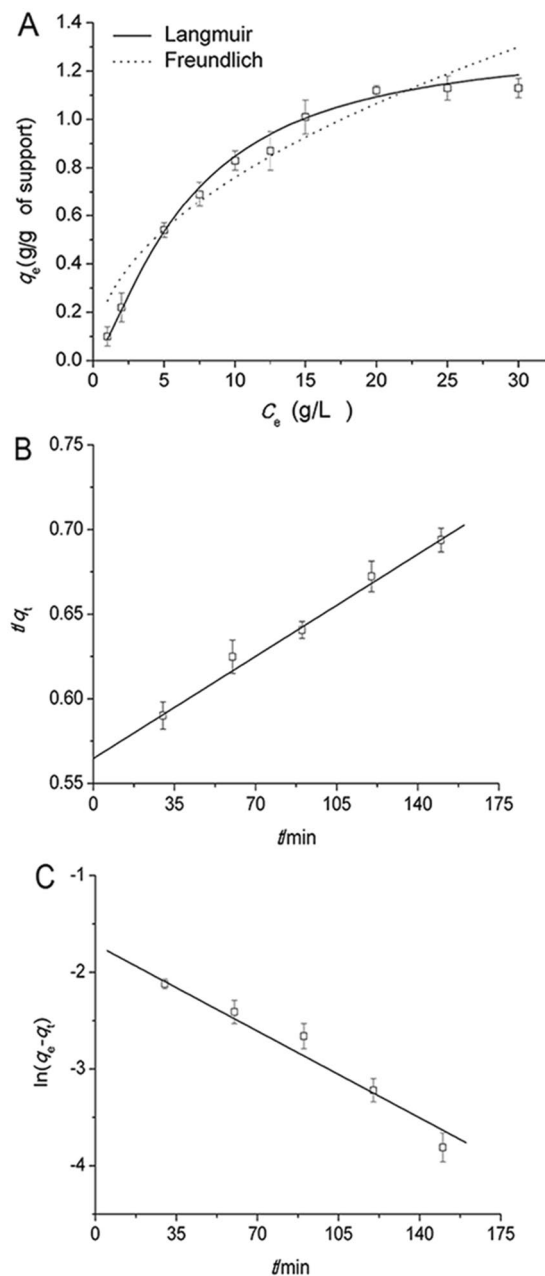 A
Langmuir
Freundlich
1.4
1.2
1.0
0.8
0.6
0.4
0.2
0.0
qe (g/g of support)
0 5 10 15 20 25 30
Ce (g/L )
B
0.75
0.70
0.65
0.60
0.55
t/qt
0 35 70 105 140 175
t/min
C
-1
-2
-3
-4
ln(qe-qt)
0 35 70 105 140 175
t/min